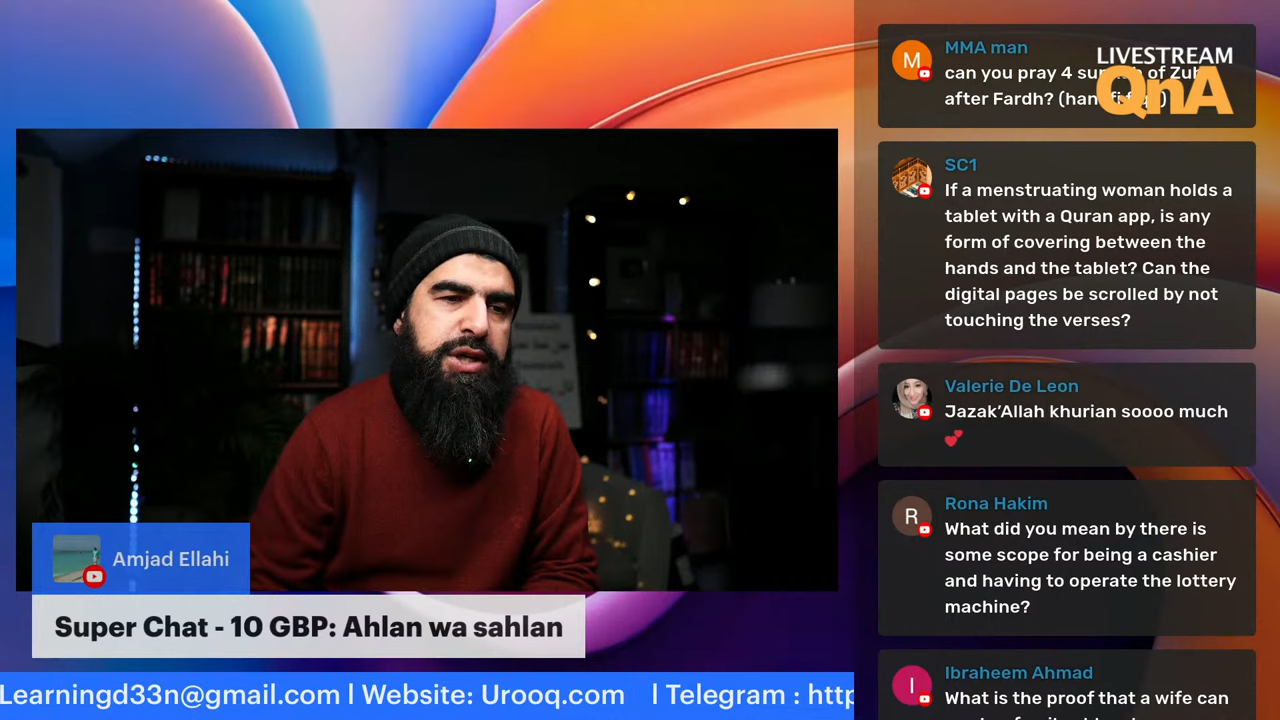 MMA man
can you pray 4 of Zu
after Fardh?
LIVESTREAM
QnA
SC1
If a menstruating woman holds a
tablet with a Quran app, is any
form of covering between the
hands and the tablet? Can the
digital pages be scrolled by not
touching the verses?
Valerie De Leon
Jazak’Allah khurian soooo much
💕
Rona Hakim
What did you mean by there is
some scope for being a cashier
and having to operate the lottery
machine?
Ibraheem Ahmad
What is the proof that a wife can
M
R
I
Amjad Ellahi
Super Chat - 10 GBP: Ahlan wa sahlan
Learningd33n@gmail.com l Website: Urooq.com l Telegram : http